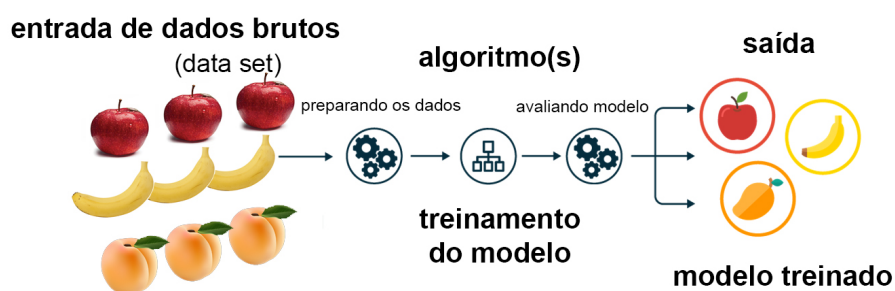 entrada de dados brutos
(data set)
algoritmo(s)
saída
preparando os dados
avaliando modelo
treinamento
do modelo
modelo treinado